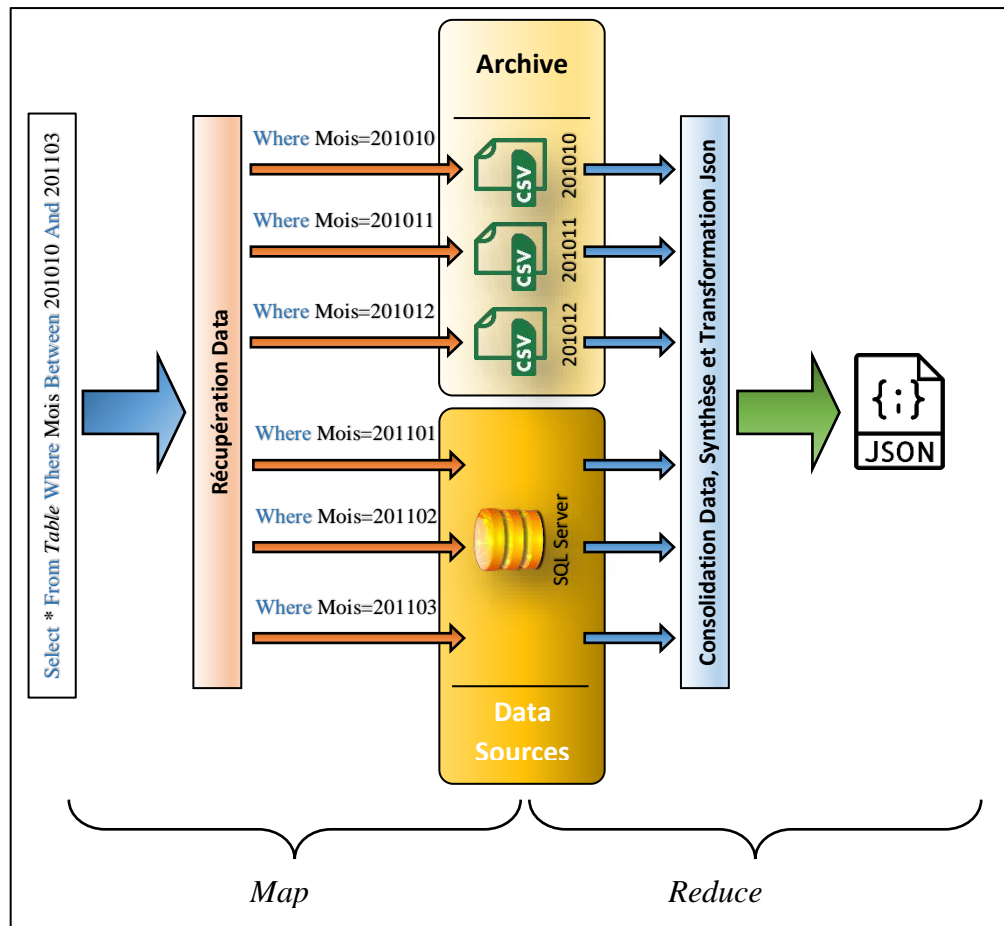 Select * From Table Where Mois Between 201010 And 201103
Récupération Data
Where Mois=201010
Where Mois=201011
Where Mois=201012
Where Mois=201101
Where Mois=201102
Where Mois=201103
Archive
CSV
201010
CSV
201011
CSV
201012
SQL Server
Data
Sources
Consolidation Data, Synthèse et Transformation Json
{;}
JSON
Map
Reduce